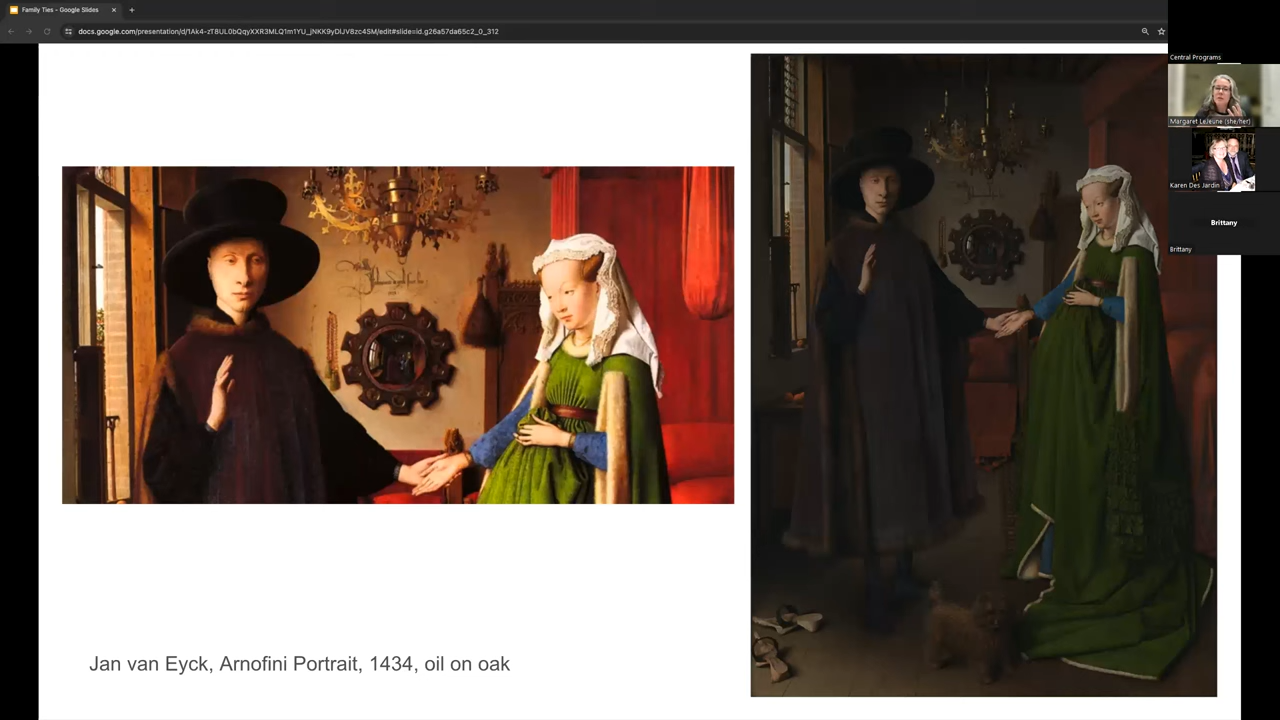 Family Ties - Google Slides
docs.google.com/presentation/d/1Ak4-zT8UL0bQqyXXR3MLQ1m1YU_jNKK9yDlJV8zc4SM/edit#slide=id.g26a57da65c2_0_312
Central Programs
Margaret LeJeune (she/her)
Karen Des Jardin
Brittany
Brittany
Jan van Eyck, Arnofini Portrait, 1434, oil on oak